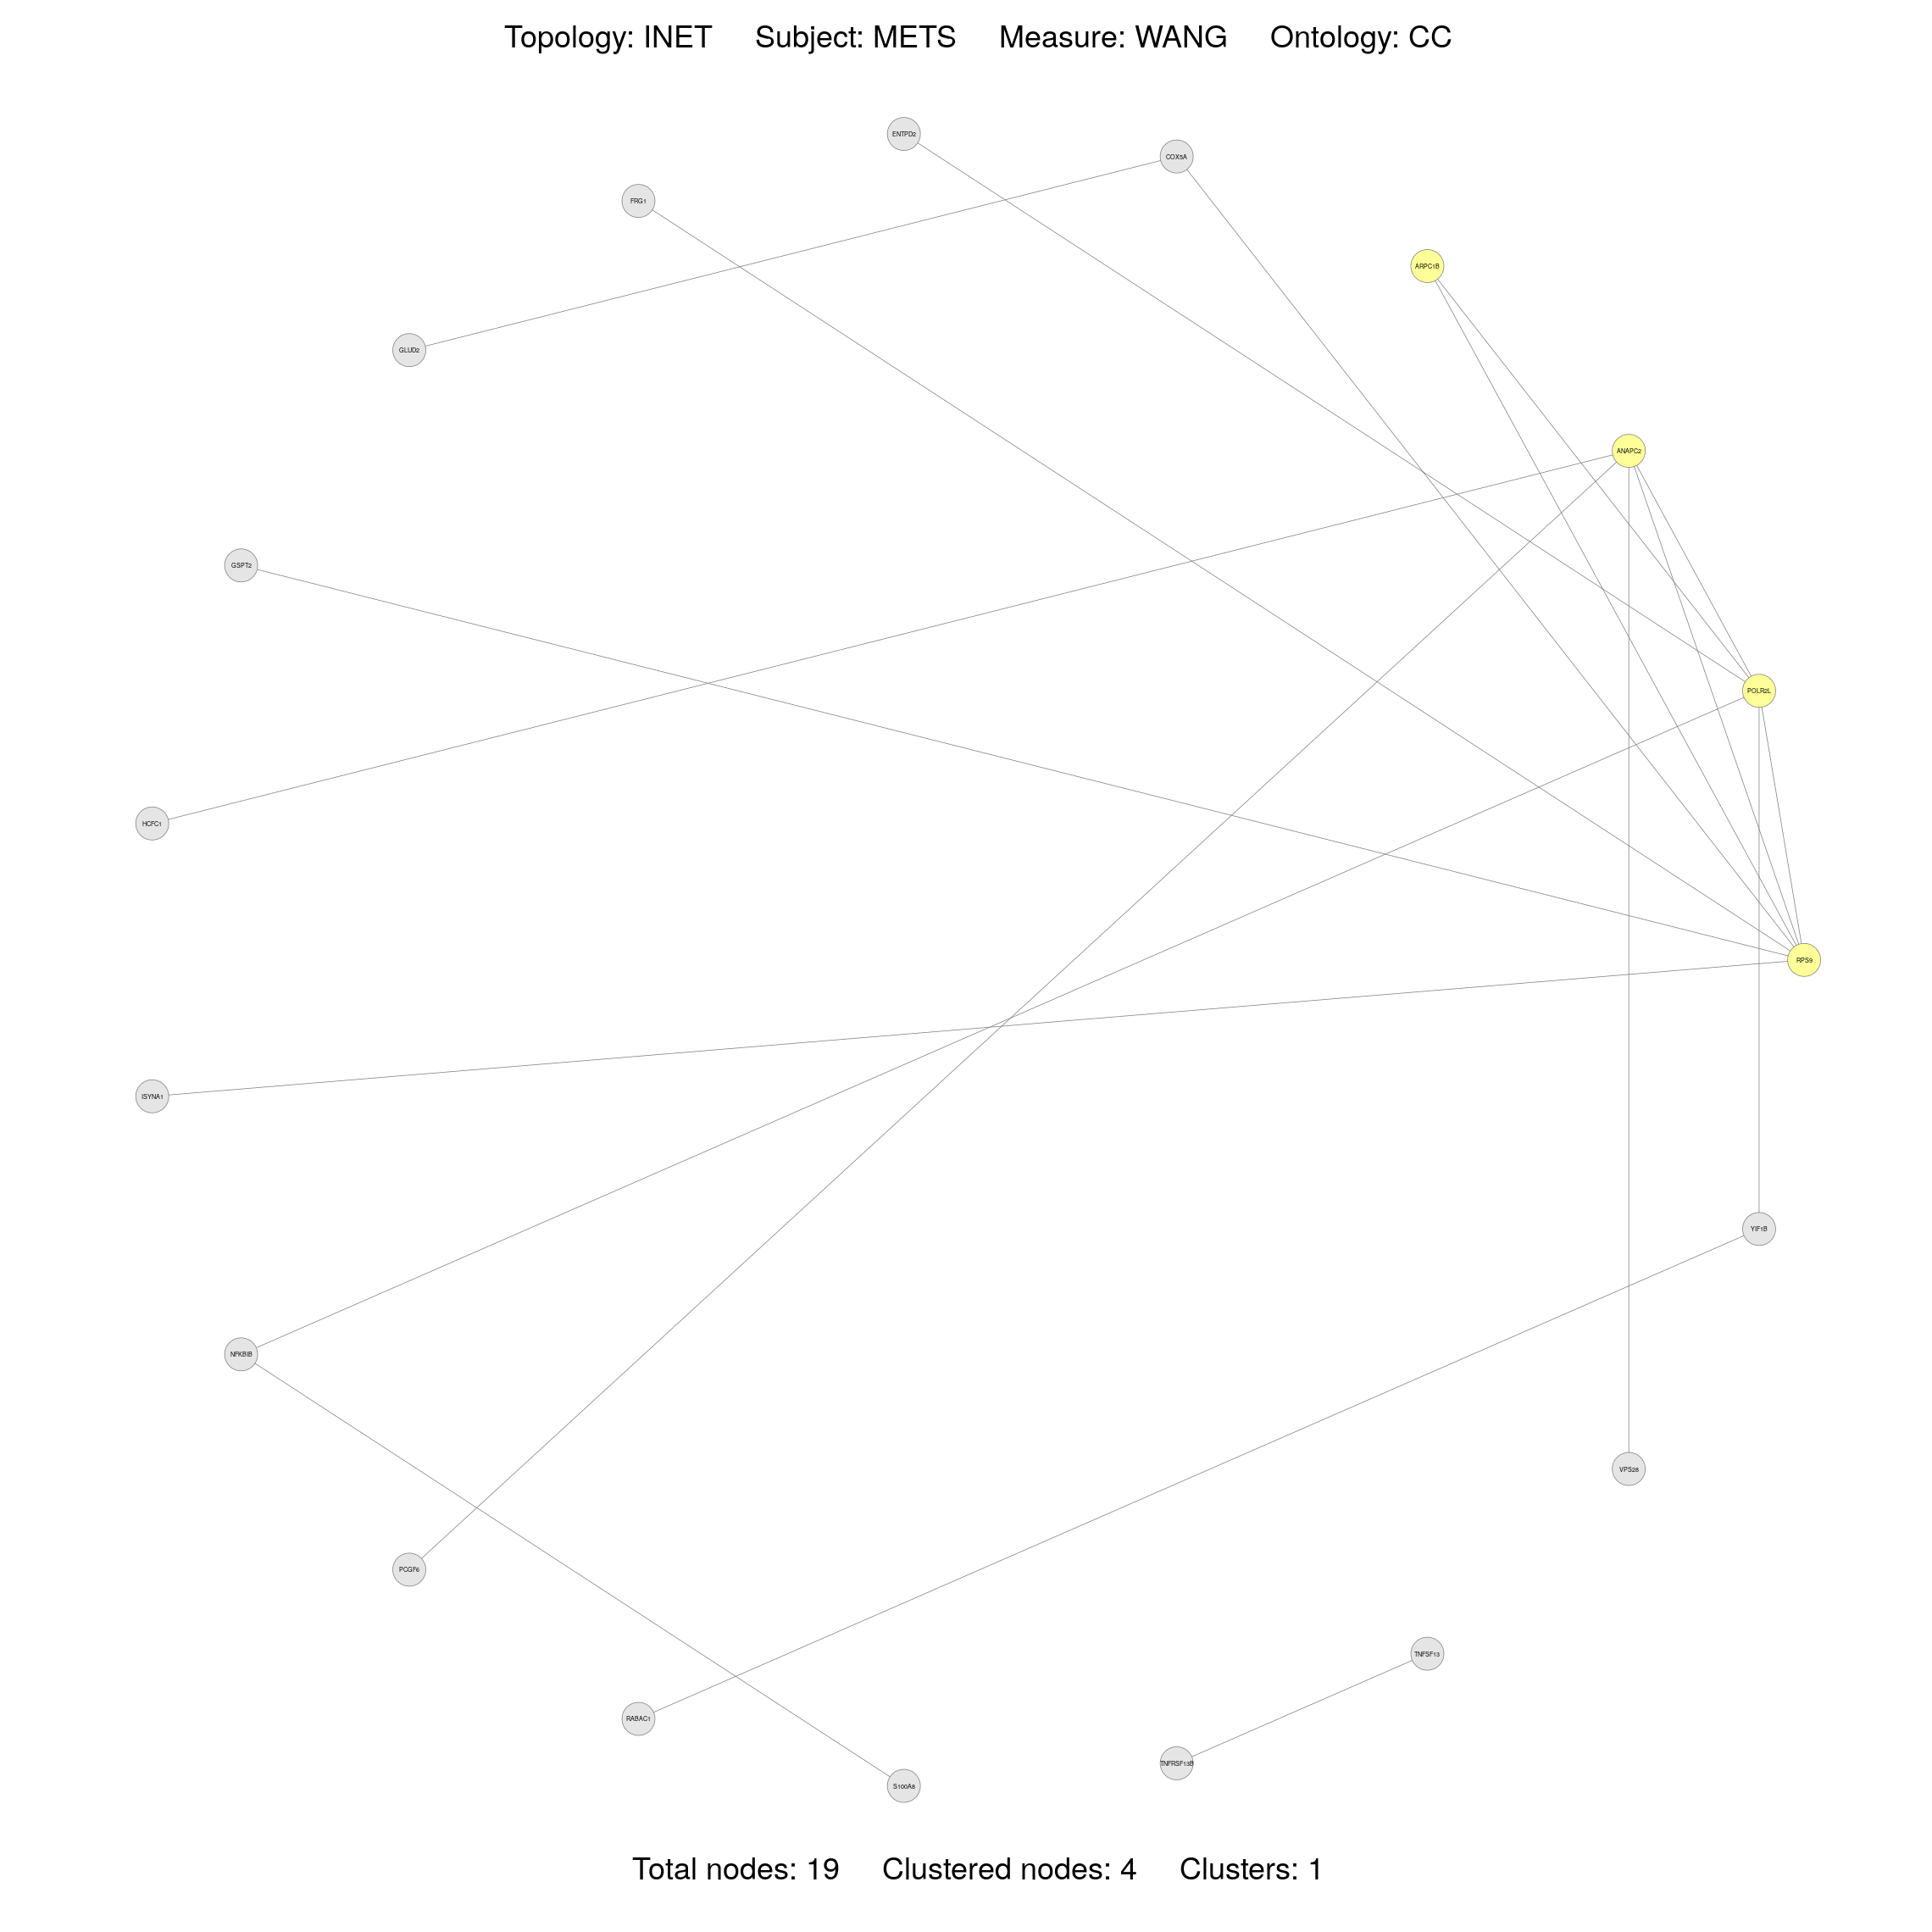 Topology: INET Subject: METS Measure: WANG Ontology: CC
ENTPD2
COX5A
FRG1
ARPC1B
GLUD2
ANAPC2
GSPT2
POLR2L
HCFC1
RPS9
ISYNA1
YIF1B
NFKBIB
VPS28
PCGF6
TNFSF13
RABAC1
TNFRSF13B
S100A8
Total nodes: 19 Clustered nodes: 4 Clusters: 1